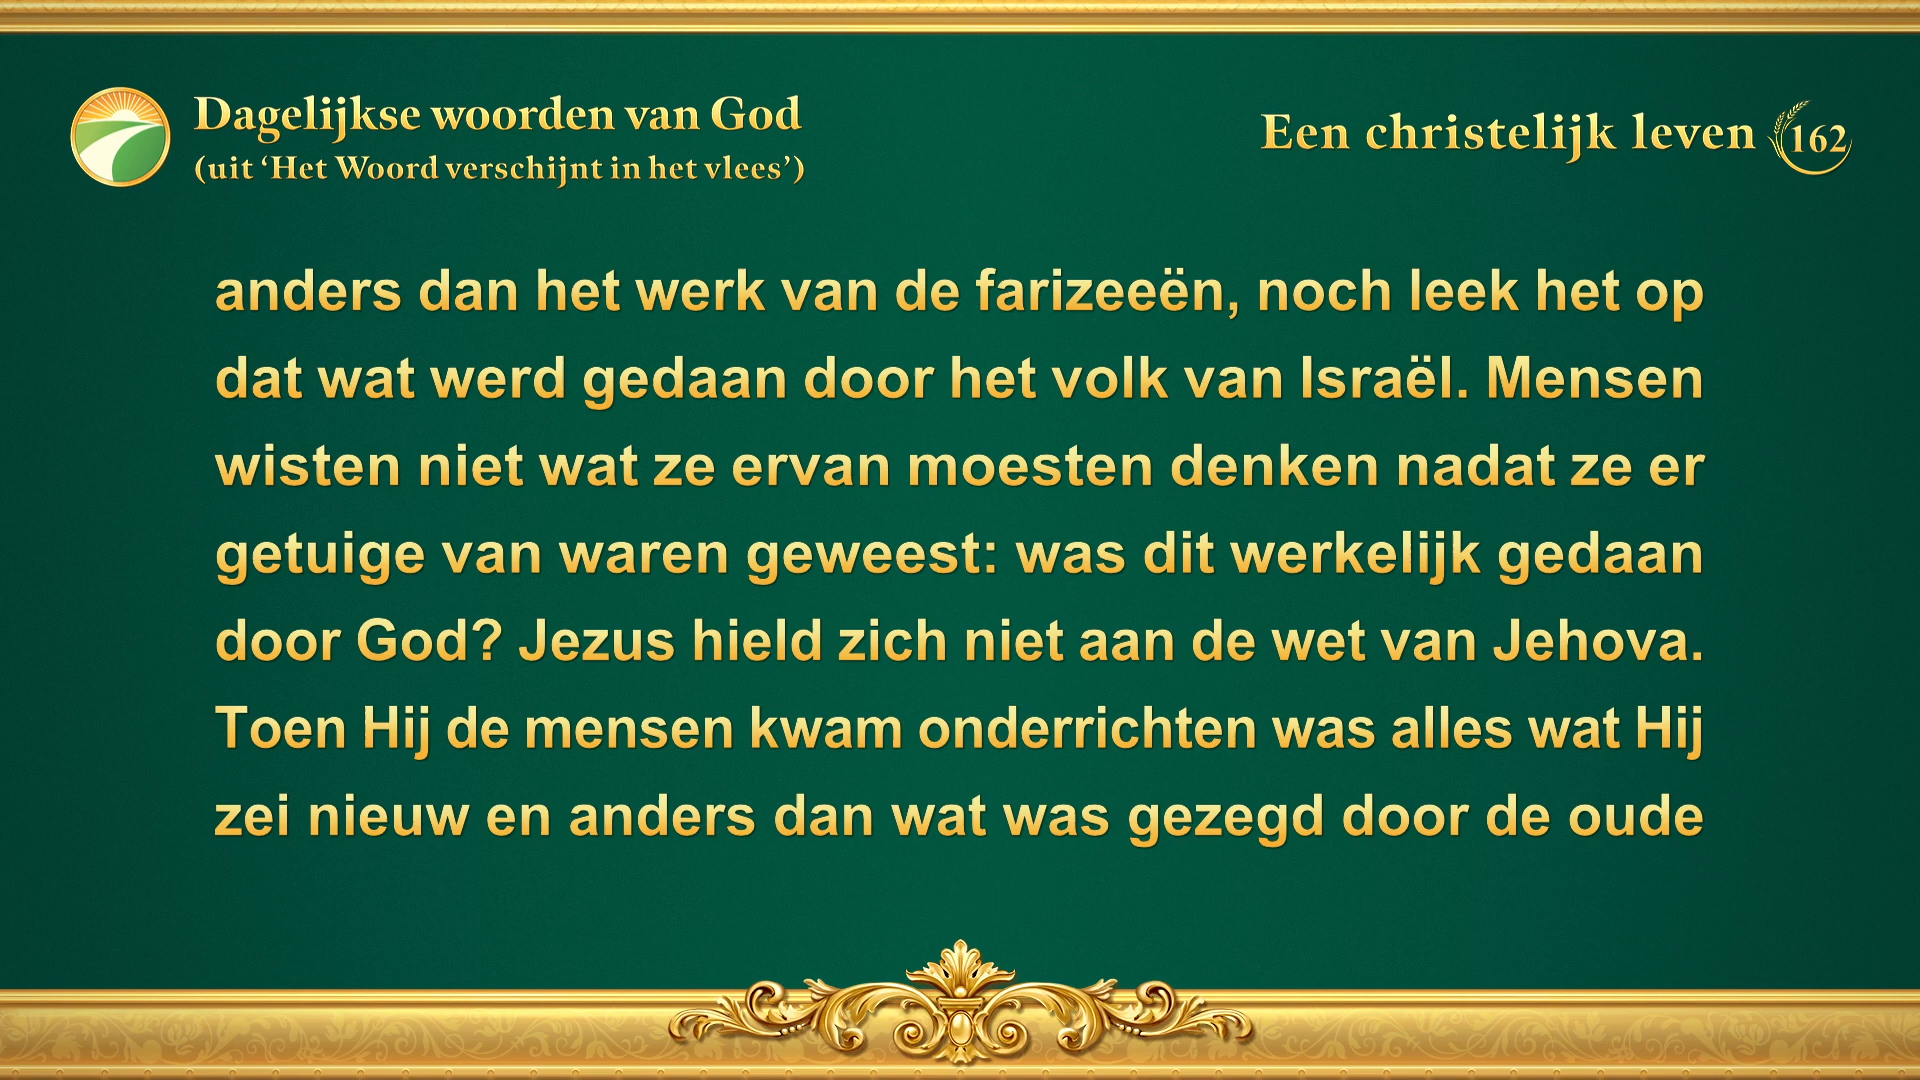 Dagelijkse woorden van God
(uit ‘Het Woord verschijnt in het vlees’)
Een christelijk leven 162
anders dan het werk van de farizeeën, noch leek het op
dat wat werd gedaan door het volk van Israël. Mensen
wisten niet wat ze ervan moesten denken nadat ze er
getuige van waren geweest: was dit werkelijk gedaan
door God? Jezus hield zich niet aan de wet van Jehova.
Toen Hij de mensen kwam onderrichten was alles wat Hij
zei nieuw en anders dan wat was gezegd door de oude